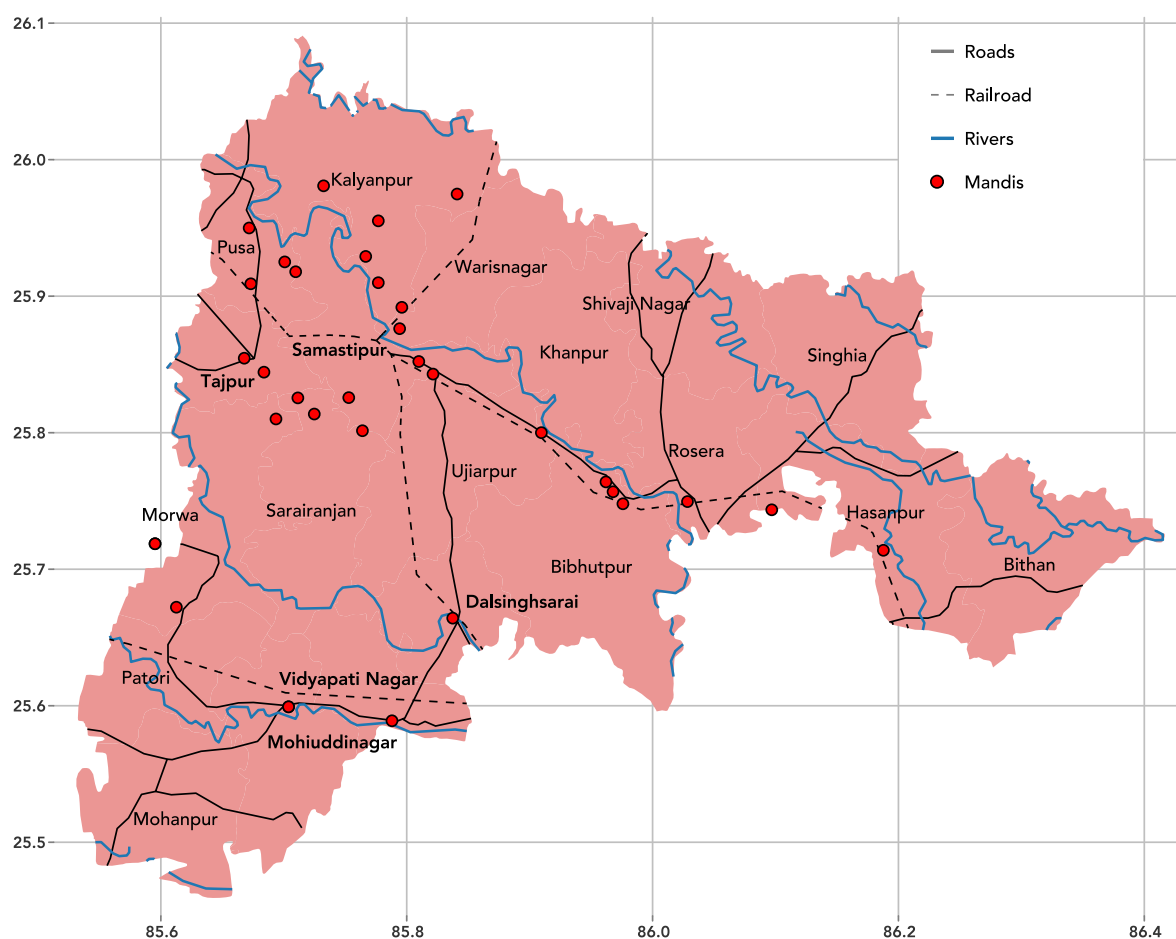 26.1
Roads
Railroad
Rivers
Mandis
26.0
Kalyanpur
Pusa
Warisnagar
25.9
Shivaji Nagar
Samastipur
Khanpur
Singhia
Tajpur
25.8
Rosera
Ujiarpur
Sarairanjan
Morwa
Hasanpur
25.7
Bibhutpur
Bithan
Dalsinghsarai
Patori
Vidyapati Nagar
25.6
Mohiuddinagar
Mohanpur
25.5
85.6
85.8
86.0
86.2
86.4